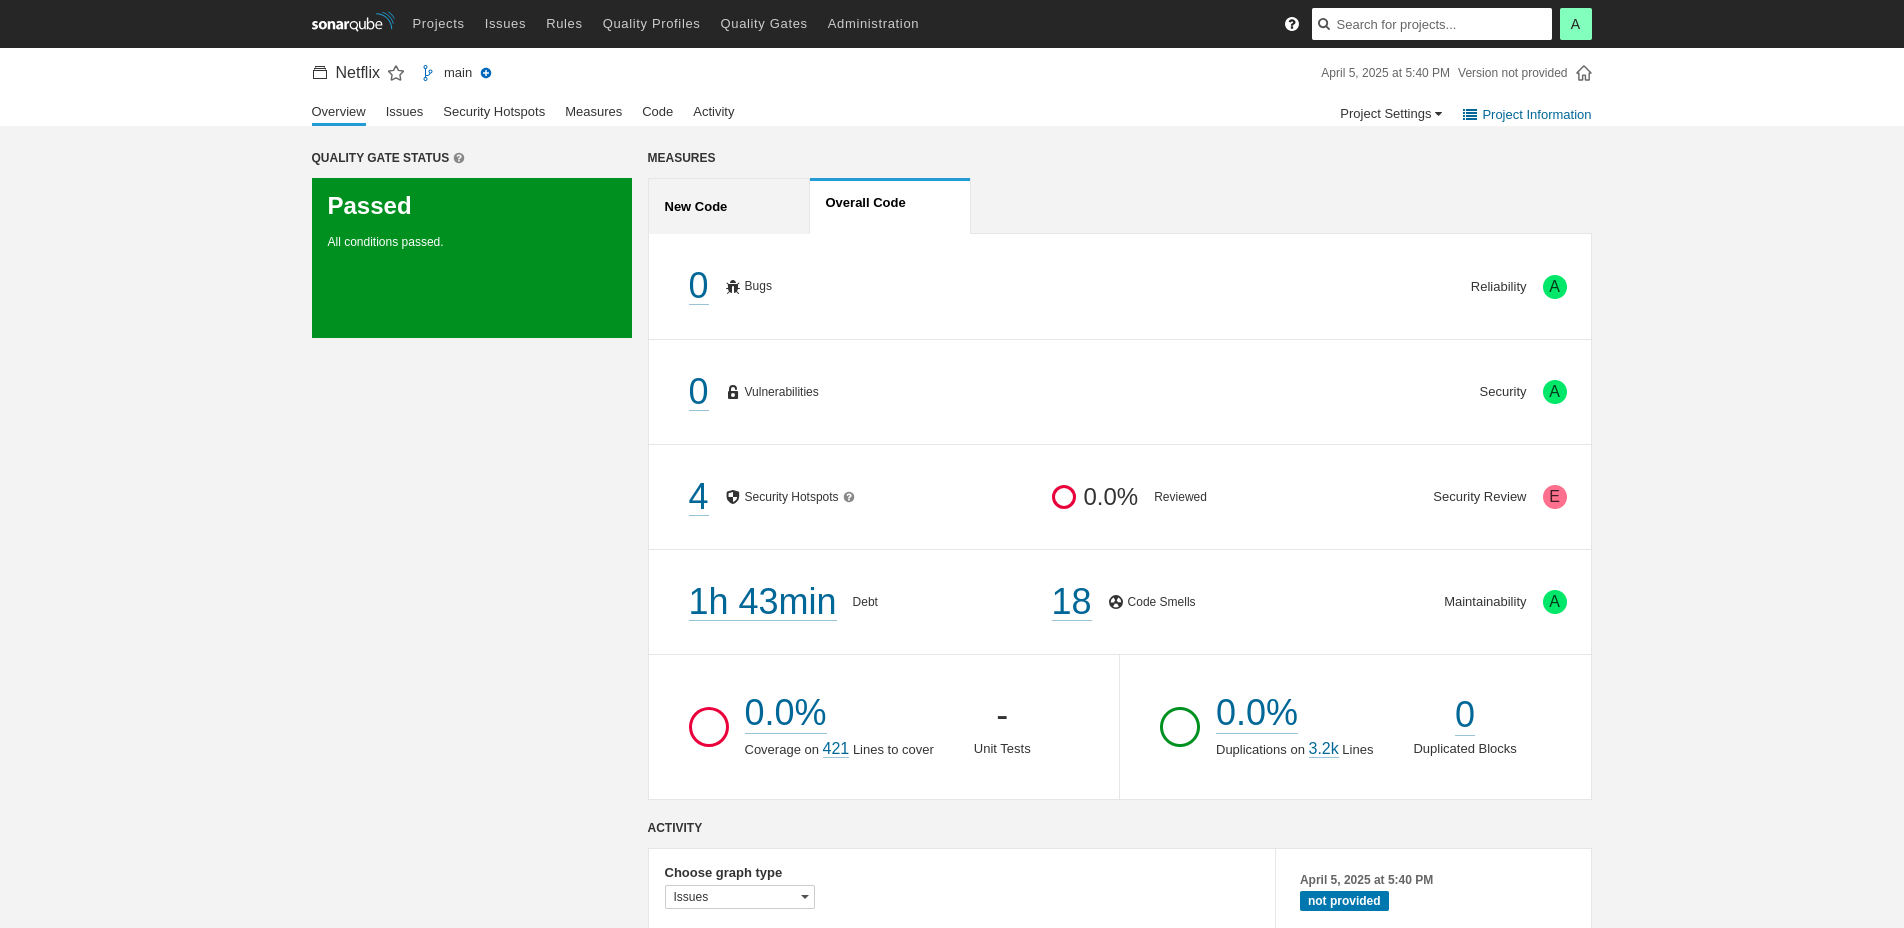 sonarqube Projects Issues Rules Quality Profiles Quality Gates Administration Search for projects... A
Netflix main April 5, 2025 at 5:40 PM Version not provided
Overview Issues Security Hotspots Measures Code Activity Project Settings Project Information
QUALITY GATE STATUS ?
Passed
All conditions passed.
MEASURES
New Code Overall Code
0 Bugs Reliability A
0 Vulnerabilities Security A
4 Security Hotspots ? 0.0% Reviewed Security Review E
1h 43min Debt 18 Code Smells Maintainability A
0.0% - 0.0% 0
Coverage on 421 Lines to cover Unit Tests Duplications on 3.2k Lines Duplicated Blocks
ACTIVITY
Choose graph type
Issues
April 5, 2025 at 5:40 PM
not provided